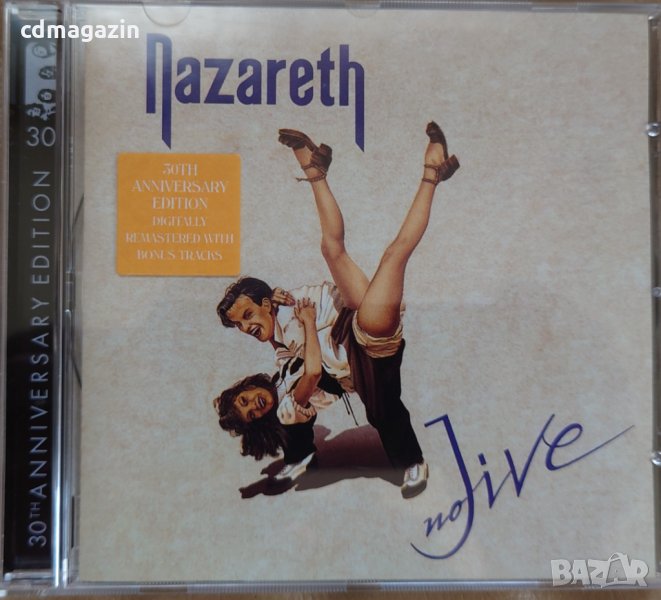 cdmagazin
Nazareth
30TH
ANNIVERSARY
EDITION
DIGITALLY
REMASTERED WITH
BONUS TRACKS
no Jive
30
30TH ANNIVERSARY EDITION
BAZAR